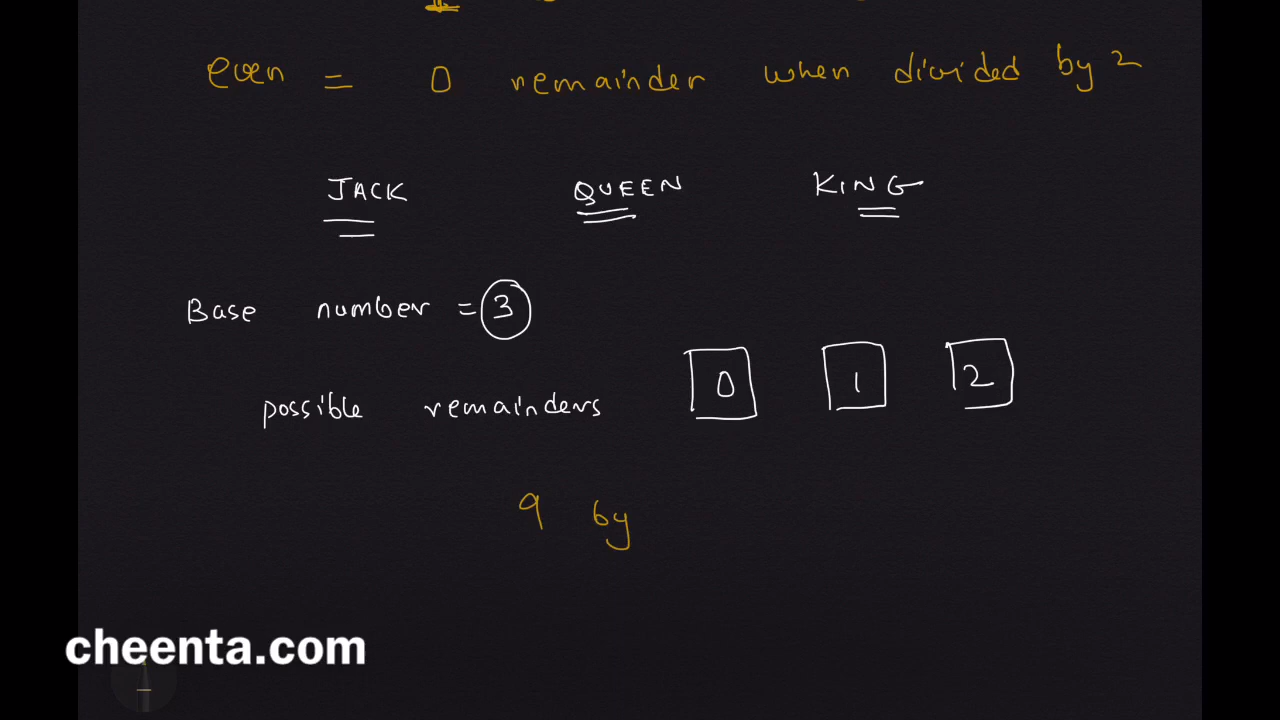 even = 0 remainder when divided by 2
JACK QUEEN KING
Base number = 3
possible remainders 0 1 2
9 by
cheenta.com